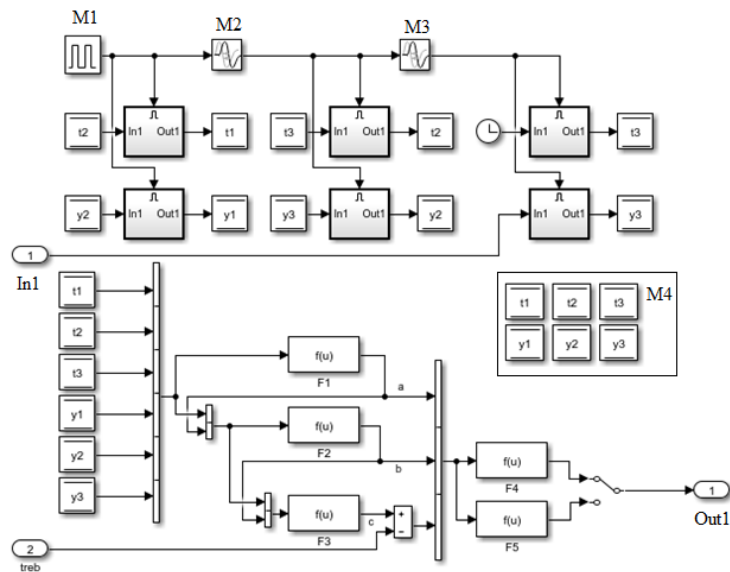 M1 M2 M3
t2 In1 Out1 t1 t3 In1 Out1 t2 In1 Out1 t3
y2 In1 Out1 y1 y3 In1 Out1 y2 In1 Out1 y3
1
In1
t1
t2
t3
y1
y2
y3
2
treb
t1 t2 t3 M4
y1 y2 y3
f(u)
F1
a
f(u)
F2
b
f(u)
F3
c
+
−
f(u)
F4
f(u)
F5
1
Out1